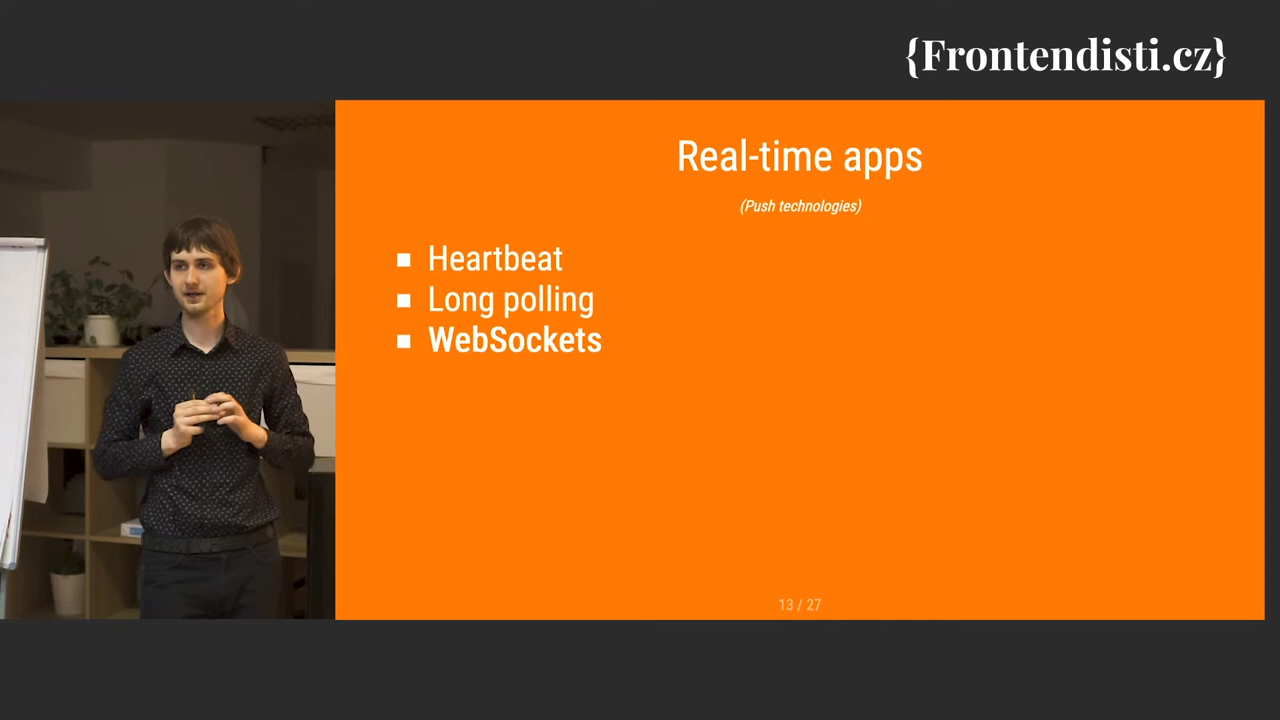 {Frontendisti.cz}
Real-time apps
(Push technologies)
Heartbeat
Long polling
WebSockets
13 / 27